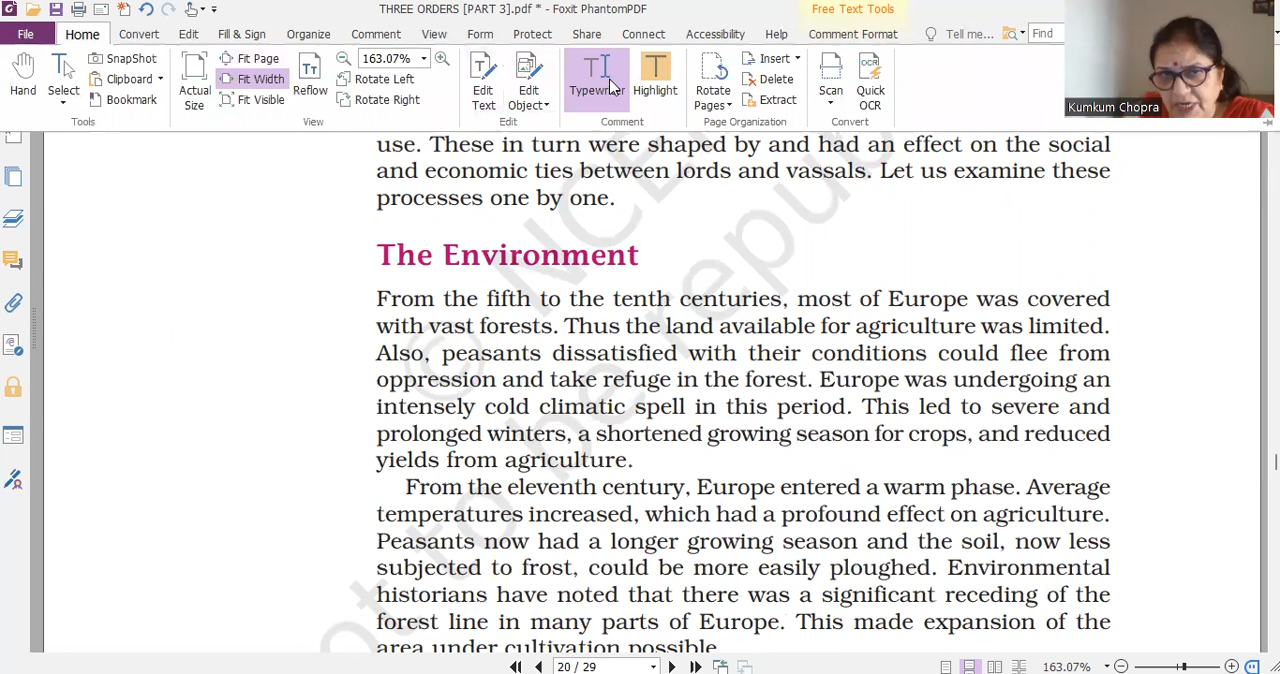 THREE ORDERS [PART 3].pdf * - Foxit PhantomPDF
Free Text Tools
File Home Convert Edit Fill & Sign Organize Comment View Form Protect Share Connect Accessibility Help Comment Format Tell me... Find
Hand
Select
SnapShot
Clipboard
Bookmark
Actual Size
Fit Page
Fit Width
Fit Visible
Reflow
163.07%
Rotate Left
Rotate Right
Edit Text
Edit Object
Typewriter
Highlight
Rotate Pages
Insert
Delete
Extract
Scan
OCR
Quick OCR
Tools View Edit Comment Page Organization Convert
Kumkum Chopra
use. These in turn were shaped by and had an effect on the social
and economic ties between lords and vassals. Let us examine these
processes one by one.
The Environment
From the fifth to the tenth centuries, most of Europe was covered
with vast forests. Thus the land available for agriculture was limited.
Also, peasants dissatisfied with their conditions could flee from
oppression and take refuge in the forest. Europe was undergoing an
intensely cold climatic spell in this period. This led to severe and
prolonged winters, a shortened growing season for crops, and reduced
yields from agriculture.
From the eleventh century, Europe entered a warm phase. Average
temperatures increased, which had a profound effect on agriculture.
Peasants now had a longer growing season and the soil, now less
subjected to frost, could be more easily ploughed. Environmental
historians have noted that there was a significant receding of the
forest line in many parts of Europe. This made expansion of the
area under cultivation possible.
© NCE
not to be republ
20 / 29
163.07%